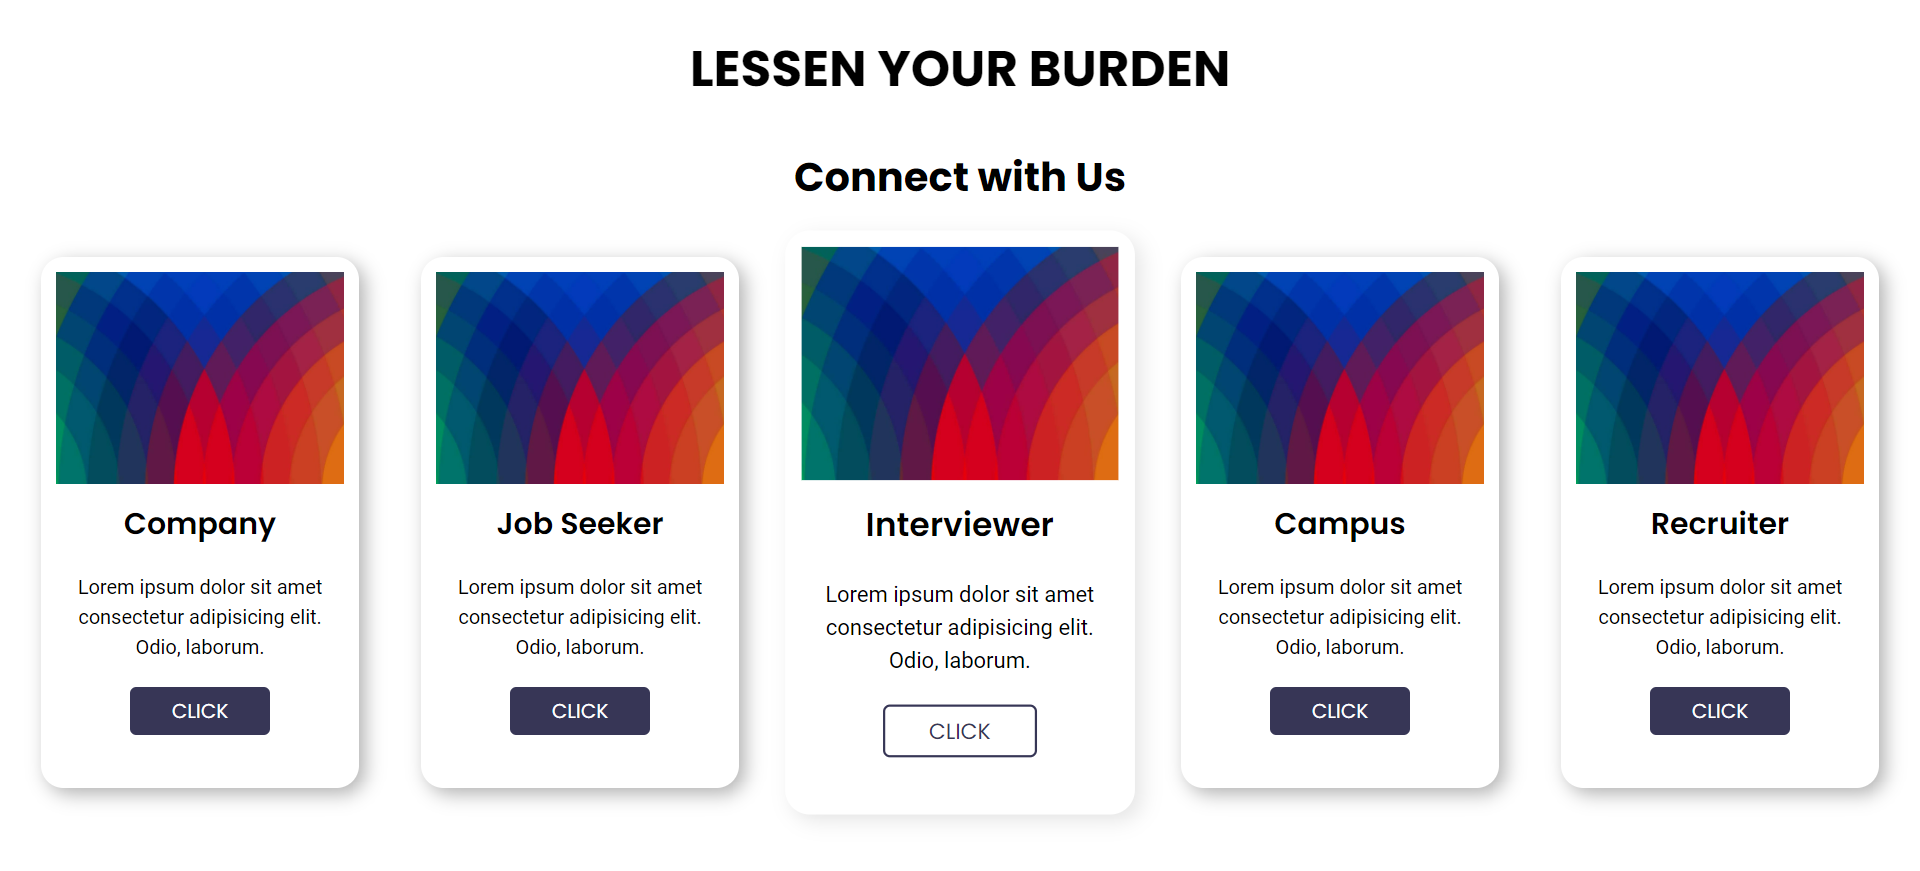 LESSEN YOUR BURDEN
Connect with Us
Company
Lorem ipsum dolor sit amet
consectetur adipisicing elit.
Odio, laborum.
CLICK
Job Seeker
Lorem ipsum dolor sit amet
consectetur adipisicing elit.
Odio, laborum.
CLICK
Interviewer
Lorem ipsum dolor sit amet
consectetur adipisicing elit.
Odio, laborum.
CLICK
Campus
Lorem ipsum dolor sit amet
consectetur adipisicing elit.
Odio, laborum.
CLICK
Recruiter
Lorem ipsum dolor sit amet
consectetur adipisicing elit.
Odio, laborum.
CLICK